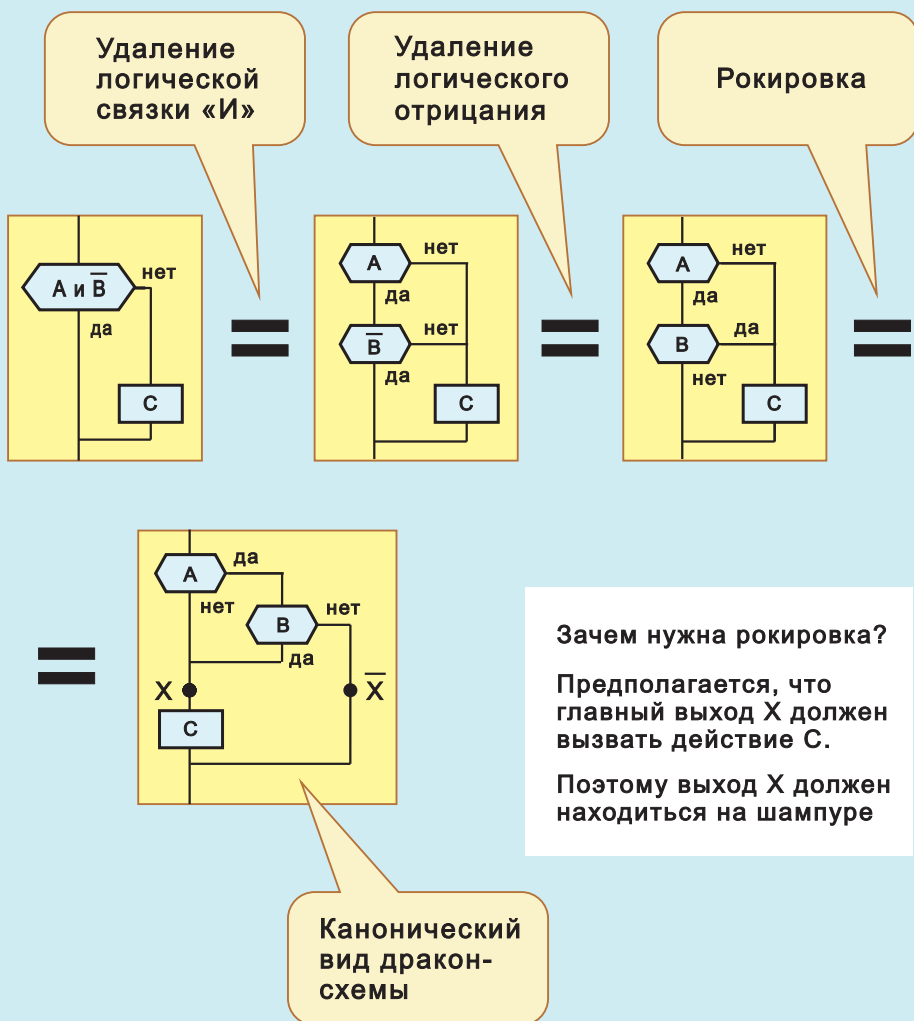 Удаление
логической
связки «И»
Удаление
логического
отрицания
Рокировка
А и B̅
нет
да
С
=
А
нет
да
B̅
нет
да
С
=
А
нет
да
В
да
нет
С
=
=
А
да
нет
В
нет
да
X
X̅
С
Зачем нужна рокировка?
Предполагается, что
главный выход X должен
вызвать действие С.
Поэтому выход X должен
находиться на шампуре
Канонический
вид дракон-
схемы